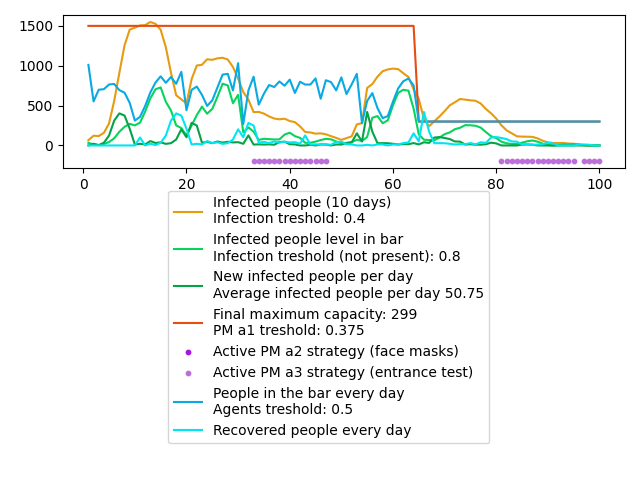 1500
1000
500
0
0
20
40
60
80
100
Infected people (10 days)
Infection treshold: 0.4
Infected people level in bar
Infection treshold (not present): 0.8
New infected people per day
Average infected people per day 50.75
Final maximum capacity: 299
PM a1 treshold: 0.375
Active PM a2 strategy (face masks)
Active PM a3 strategy (entrance test)
People in the bar every day
Agents treshold: 0.5
Recovered people every day